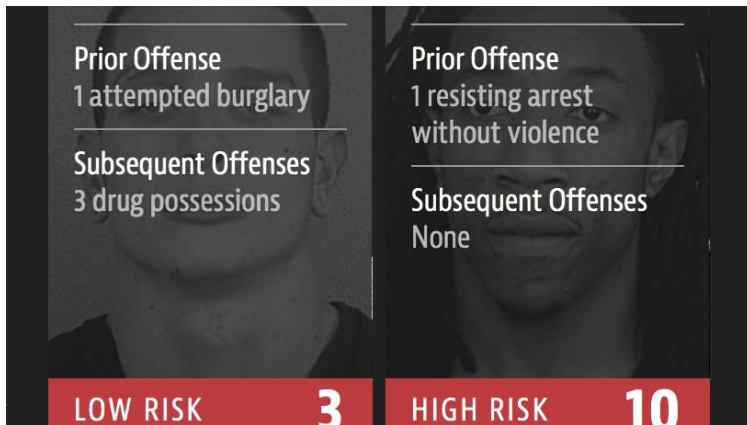 Prior Offense
1 attempted burglary
Subsequent Offenses
3 drug possessions
LOW RISK 3
Prior Offense
1 resisting arrest
without violence
Subsequent Offenses
None
HIGH RISK 10